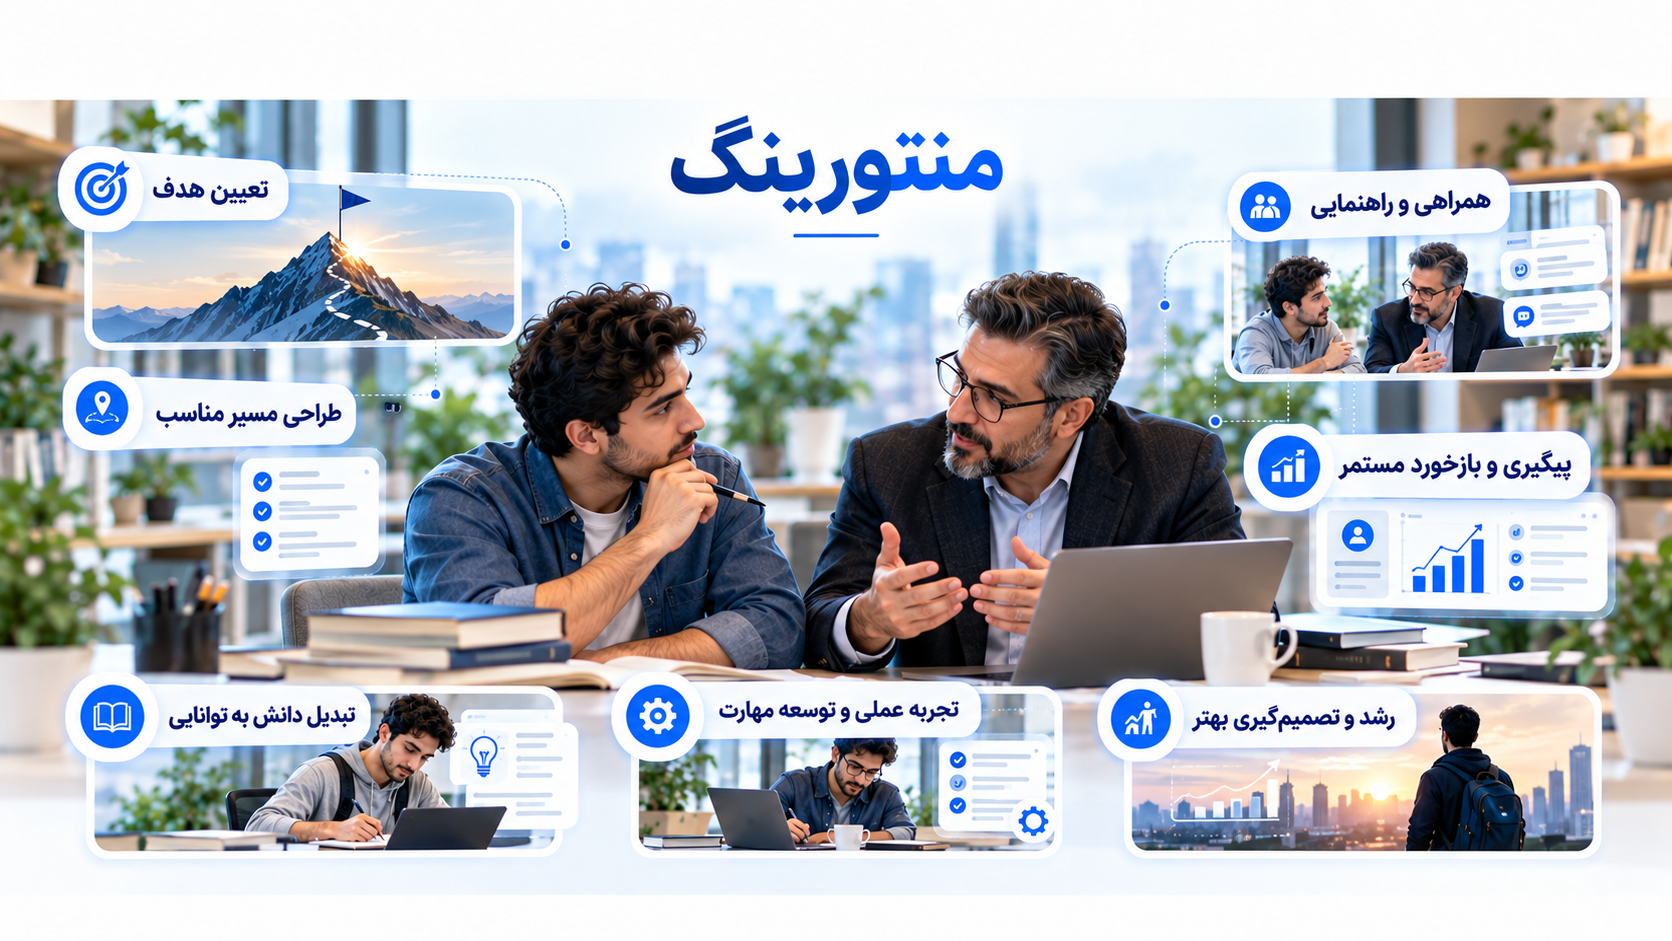 منتورینگ
همراهی و راهنمایی
تعیین هدف
پیگیری و بازخورد مستمر
طراحی مسیر مناسب
رشد و تصمیم‌گیری بهتر
تجربه عملی و توسعه مهارت
تبدیل دانش به توانایی